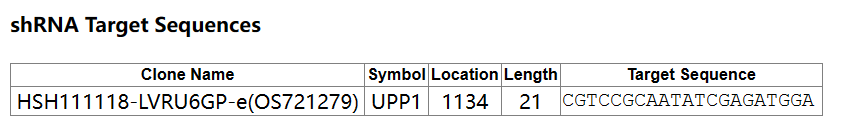 shRNA Target Sequences
Clone Name Symbol Location Length Target Sequence
HSH111118-LVRU6GP-e(OS721279) UPP1 1134 21 CGTCCGCAATATCGAGATGGA